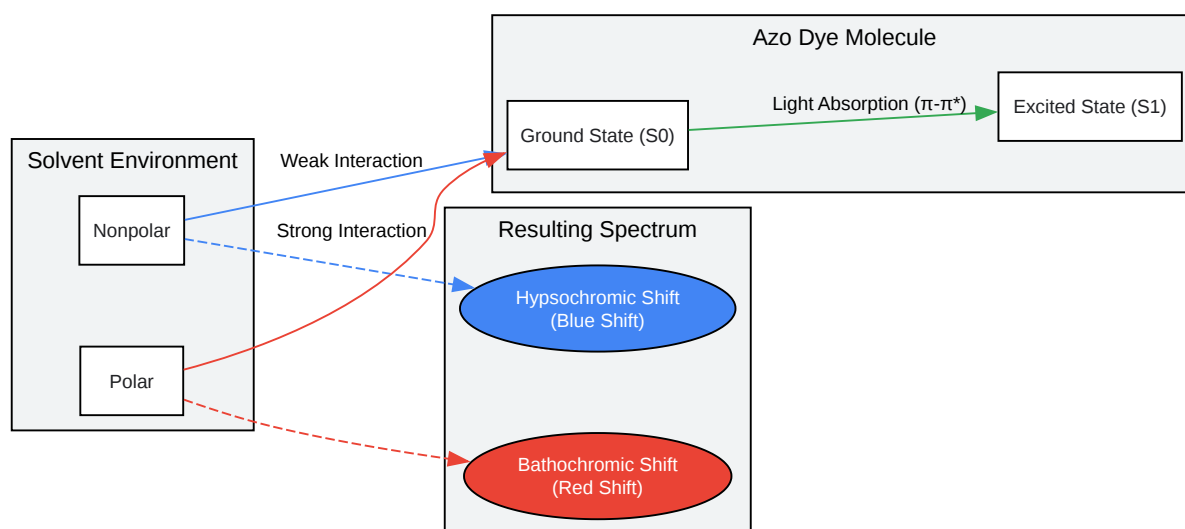 Azo Dye Molecule
Light Absorption (π-π*)
Excited State (S1)
Ground State (S0)
Solvent Environment
Weak Interaction
Nonpolar
Strong Interaction
Resulting Spectrum
Hypsochromic Shift
(Blue Shift)
Polar
Bathochromic Shift
(Red Shift)